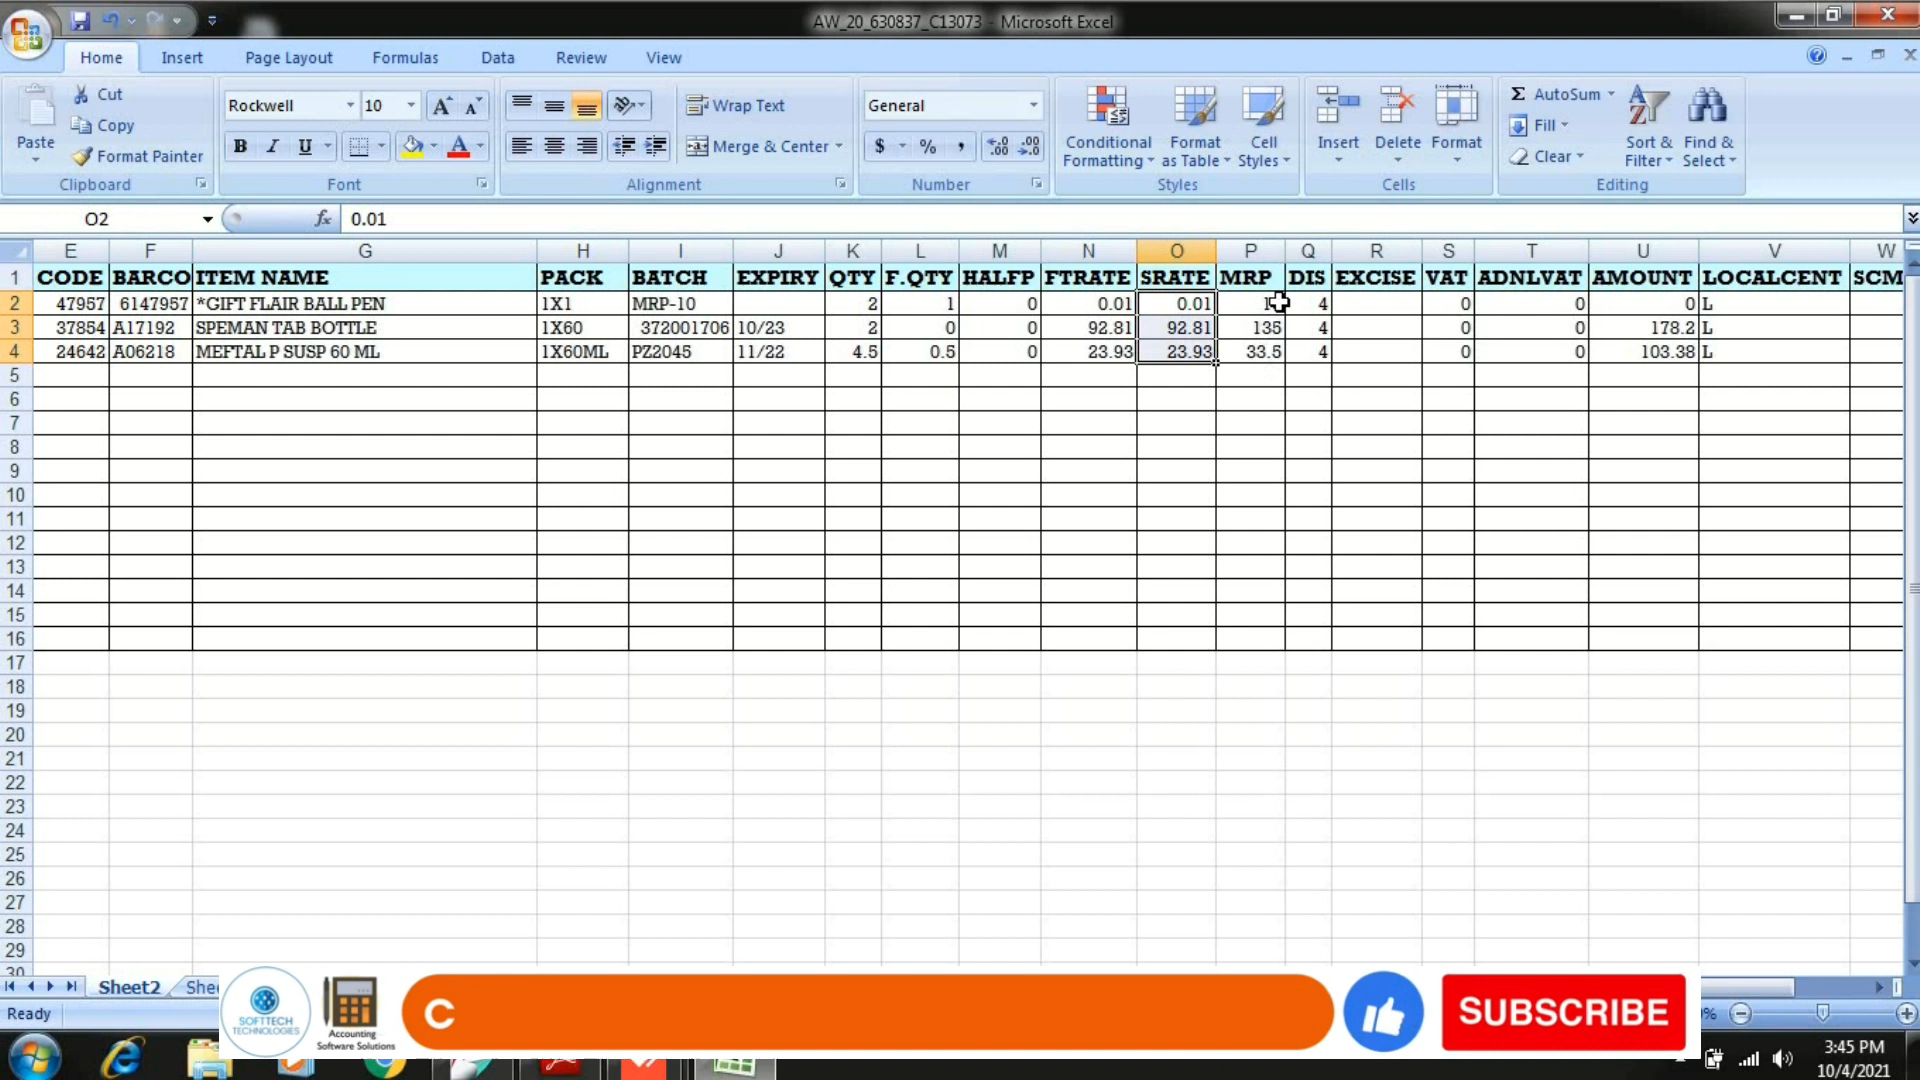 AW_20_630837_C13073 - Microsoft Excel
Home Insert Page Layout Formulas Data Review View
Paste
Cut
Copy
Format Painter
Clipboard
Rockwell 10
B I U
Font
Wrap Text
Merge & Center
Alignment
General
$ % ,
Number
Conditional Formatting
Format as Table
Cell Styles
Styles
Insert
Delete
Format
Cells
Σ AutoSum
Fill
Clear
Sort & Filter
Find & Select
Editing
O2 fx 0.01
E F G H I J K L M N O P Q R S T U V W
1 CODE BARCO ITEM NAME PACK BATCH EXPIRY QTY F.QTY HALFP FTRATE SRATE MRP DIS EXCISE VAT ADNLVAT AMOUNT LOCALCENT SCM
2 47957 6147957 *GIFT FLAIR BALL PEN 1X1 MRP-10 2 1 0 0.01 0.01 4 0 0 0 L
3 37854 A17192 SPEMAN TAB BOTTLE 1X60 372001706 10/23 2 0 0 92.81 92.81 135 4 0 0 178.2 L
4 24642 A06218 MEFTAL P SUSP 60 ML 1X60ML PZ2045 11/22 4.5 0.5 0 23.93 23.93 33.5 4 0 0 103.38 L
5
6
7
8
9
10
11
12
13
14
15
16
17
18
19
20
21
22
23
24
25
26
27
28
29
30
Sheet2 She
Ready
SOFTTECH
TECHNOLOGIES
Accounting
Software Solutions
C
SUBSCRIBE
%
3:45 PM
10/4/2021